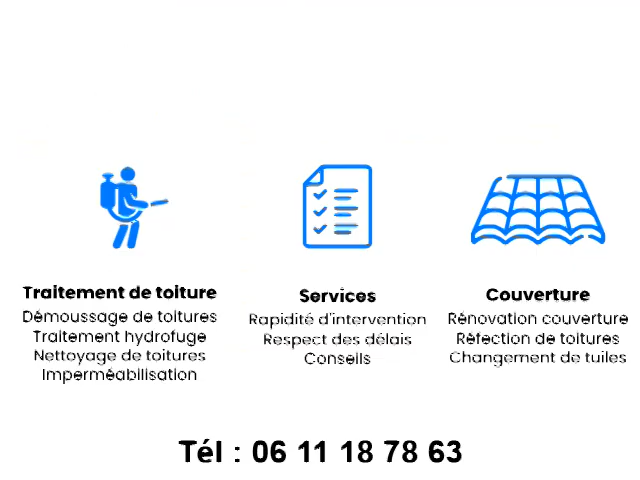 Traitement de toiture
Démoussage de toitures
Traitement hydrofuge
Nettoyage de toitures
Imperméabilisation
Services
Rapidité d'intervention
Respect des délais
Conseils
Couverture
Rénovation couverture
Réfection de toitures
Changement de tuiles
Tél : 06 11 18 78 63